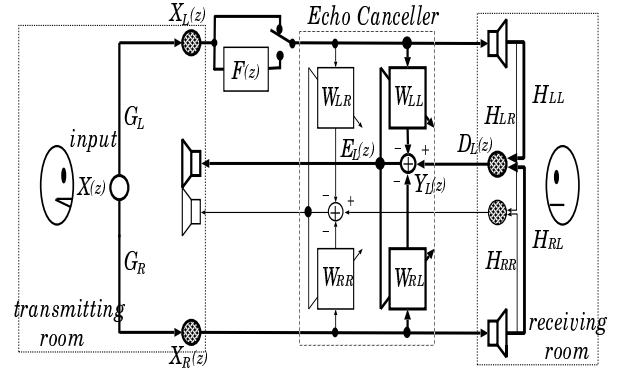 X_L(z)
Echo Canceller
F(z)
W_LR
W_LL
H_LR
H_LL
G_L
input
E_L(z)
− +
D_L(z)
X(z)
− +
Y_L(z)
−
−
G_R
W_RR
W_RL
H_RR
H_RL
transmitting
room
X_R(z)
receiving
room